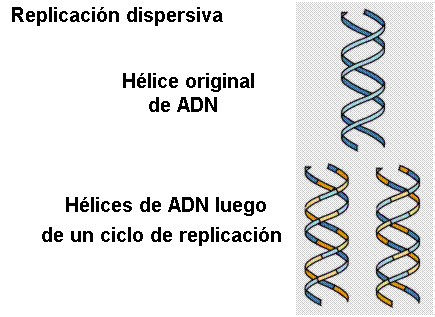 Replicación dispersiva
Hélice original
de ADN
Hélices de ADN luego
de un ciclo de replicación